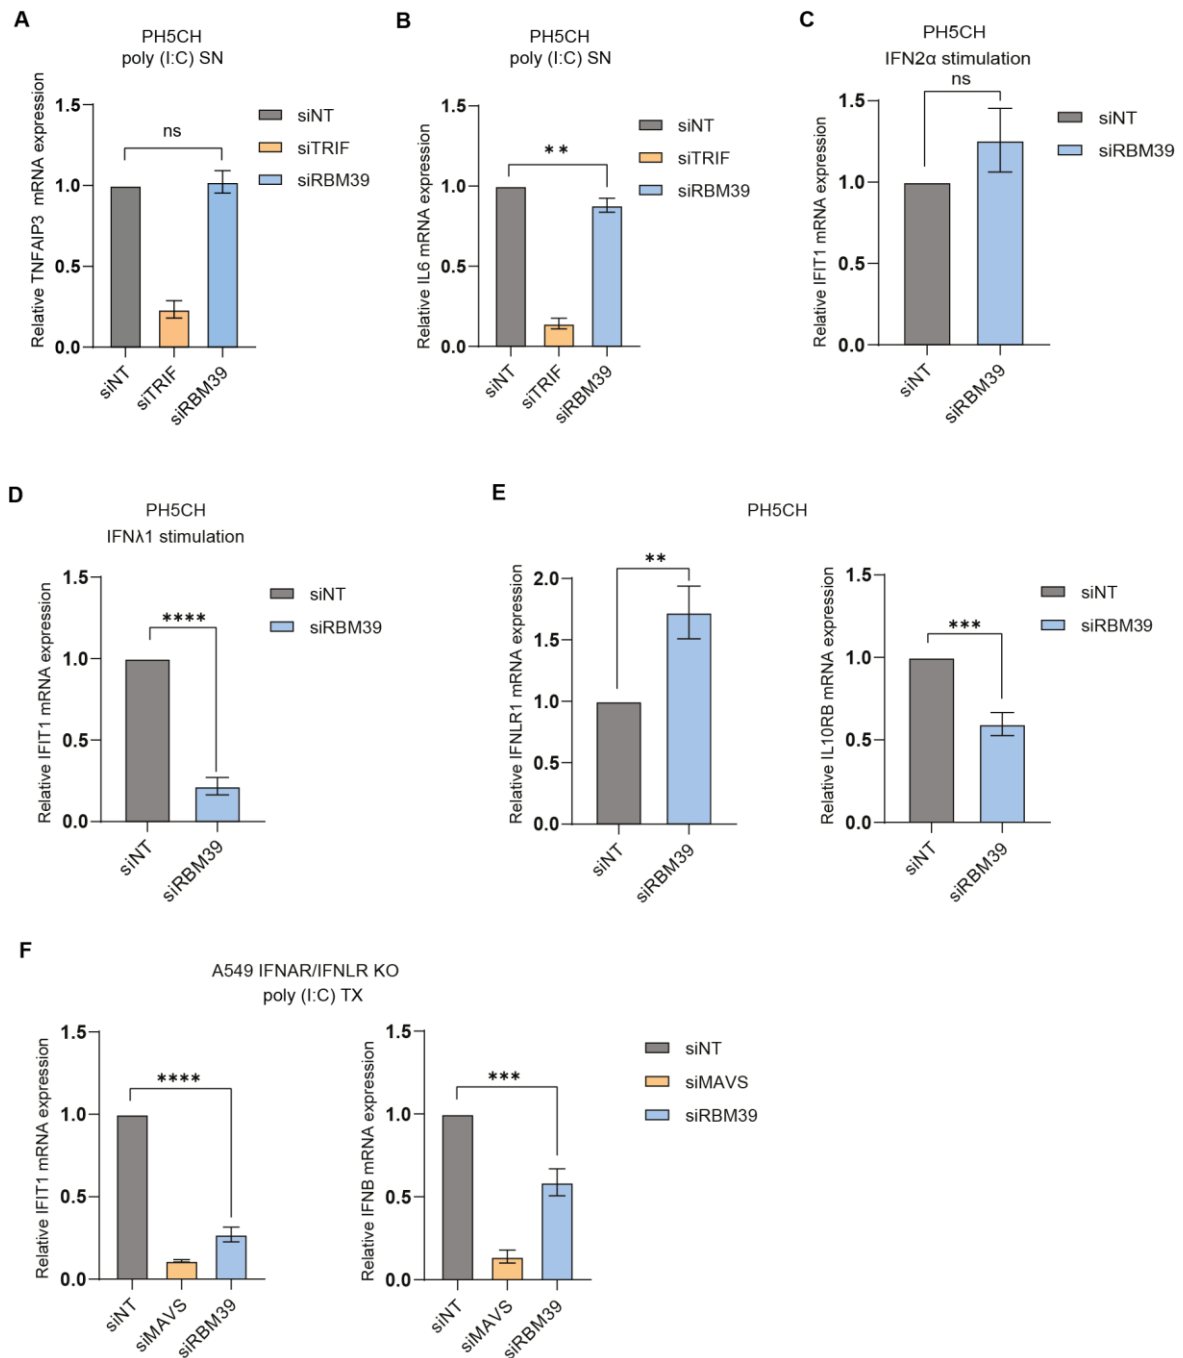 A
PH5CH
poly (I:C) SN
Relative TNFAIP3 mRNA expression
1.5
1.0
0.5
0.0
ns
siNT
siTRIF
siRBM39
siNT
siTRIF
siRBM39
B
PH5CH
poly (I:C) SN
Relative IL6 mRNA expression
1.5
1.0
0.5
0.0
**
siNT
siTRIF
siRBM39
siNT
siTRIF
siRBM39
C
PH5CH
IFN2α stimulation
ns
Relative IFIT1 mRNA expression
1.5
1.0
0.5
0.0
siNT
siRBM39
siNT
siRBM39
D
PH5CH
IFNλ1 stimulation
Relative IFIT1 mRNA expression
1.5
1.0
0.5
0.0
****
siNT
siRBM39
siNT
siRBM39
E
PH5CH
Relative IFNLR1 mRNA expression
2.0
1.5
1.0
0.5
0.0
**
siNT
siRBM39
Relative IL10RB mRNA expression
1.5
1.0
0.5
0.0
***
siNT
siRBM39
siNT
siRBM39
F
A549 IFNAR/IFNLR KO
poly (I:C) TX
Relative IFIT1 mRNA expression
1.5
1.0
0.5
0.0
****
siNT
siMAVS
siRBM39
Relative IFNB mRNA expression
1.5
1.0
0.5
0.0
***
siNT
siMAVS
siRBM39
siNT
siMAVS
siRBM39